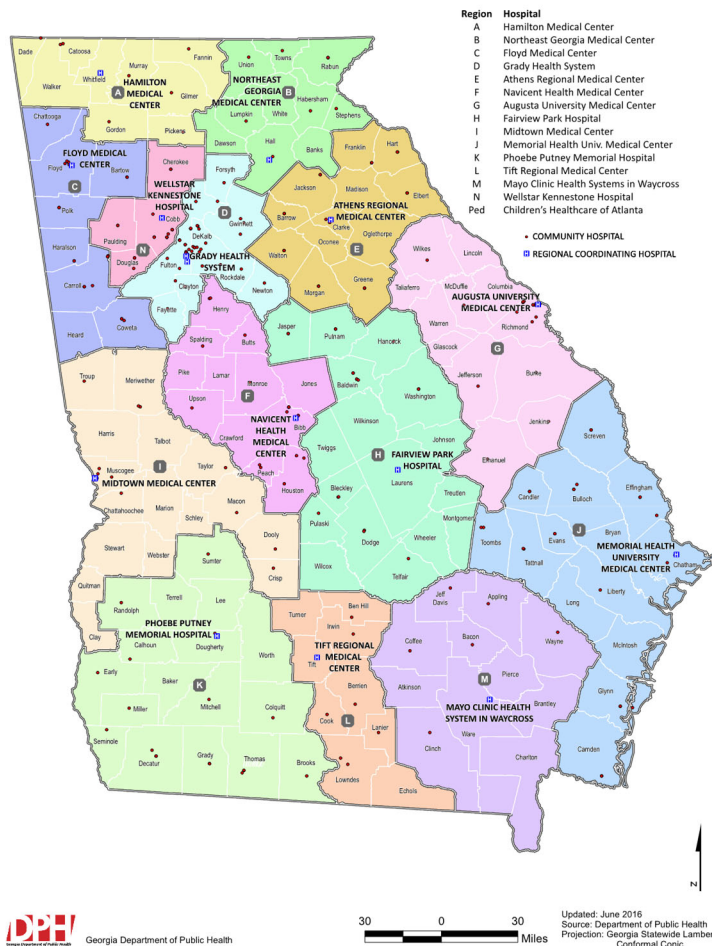 Region Hospital
A Hamilton Medical Center
B Northeast Georgia Medical Center
C Floyd Medical Center
D Grady Health System
E Athens Regional Medical Center
F Navicent Health Medical Center
G Augusta University Medical Center
H Fairview Park Hospital
I Midtown Medical Center
J Memorial Health Univ. Medical Center
K Phoebe Putney Memorial Hospital
L Tift Regional Medical Center
M Mayo Clinic Health Systems in Waycross
N Wellstar Kennestone Hospital
Ped Children's Healthcare of Atlanta
COMMUNITY HOSPITAL
H REGIONAL COORDINATING HOSPITAL
Dade
Catoosa
Fannin
Murray
Whitfield
Walker
Gilmer
HAMILTON
MEDICAL
CENTER
A
Gordon
Pickens
Union
Towns
Rabun
NORTHEAST
GEORGIA
MEDICAL CENTER
B
Habersham
Lumpkin
White
Stephens
Dawson
Hall
Banks
Chattooga
FLOYD MEDICAL
CENTER
Floyd
Bartow
C
Polk
Haralson
Carroll
Heard
Coweta
Cherokee
WELLSTAR
KENNESTONE
HOSPITAL
Cobb
Paulding
N
Douglas
Forsyth
D
Gwinnett
DeKalb
GRADY HEALTH
SYSTEM
Fulton
Rockdale
Clayton
Newton
Fayette
Franklin
Hart
Jackson
Madison
Elbert
ATHENS REGIONAL
MEDICAL CENTER
Barrow
Clarke
Oglethorpe
Oconee
E
Walton
Greene
Morgan
Wilkes
Lincoln
McDuffie
Columbia
Taliaferro
AUGUSTA UNIVERSITY
MEDICAL CENTER
Warren
Richmond
Glascock
G
Jefferson
Burke
Jenkins
Emanuel
Henry
Spalding
Butts
Pike
Lamar
Monroe
Jones
F
Upson
NAVICENT
HEALTH
MEDICAL
CENTER
Bibb
Crawford
Peach
Houston
Jasper
Putnam
Hancock
Baldwin
Washington
Wilkinson
Johnson
Twiggs
H
FAIRVIEW PARK
HOSPITAL
Laurens
Bleckley
Treutlen
Montgomery
Pulaski
Dodge
Wheeler
Wilcox
Telfair
Troup
Meriwether
Harris
Talbot
I
Muscogee
Taylor
MIDTOWN MEDICAL CENTER
Chattahoochee
Marion
Macon
Schley
Stewart
Webster
Dooly
Crisp
Quitman
Clay
Screven
Effingham
Candler
Bulloch
J
Bryan
Toombs
Evans
MEMORIAL HEALTH
UNIVERSITY
MEDICAL CENTER
Chatham
Tattnall
Liberty
Long
McIntosh
Glynn
Camden
Sumter
Terrell
Lee
Randolph
PHOEBE PUTNEY
MEMORIAL HOSPITAL
Calhoun
Dougherty
Worth
Early
Baker
K
Miller
Mitchell
Colquitt
Seminole
Decatur
Grady
Thomas
Brooks
Turner
Ben Hill
Irwin
TIFT REGIONAL
MEDICAL
CENTER
Tift
Berrien
Cook
L
Lanier
Lowndes
Echols
Jeff
Davis
Appling
Coffee
Bacon
Wayne
M
Pierce
Atkinson
Brantley
MAYO CLINIC HEALTH
SYSTEM IN WAYCROSS
Ware
Clinch
Charlton
N
DPH
Georgia Department of Public Health
Georgia Department of Public Health
30 0 30
Miles
Updated: June 2016
Source: Department of Public Health
Projection: Georgia Statewide Lamber
Conformal Conic